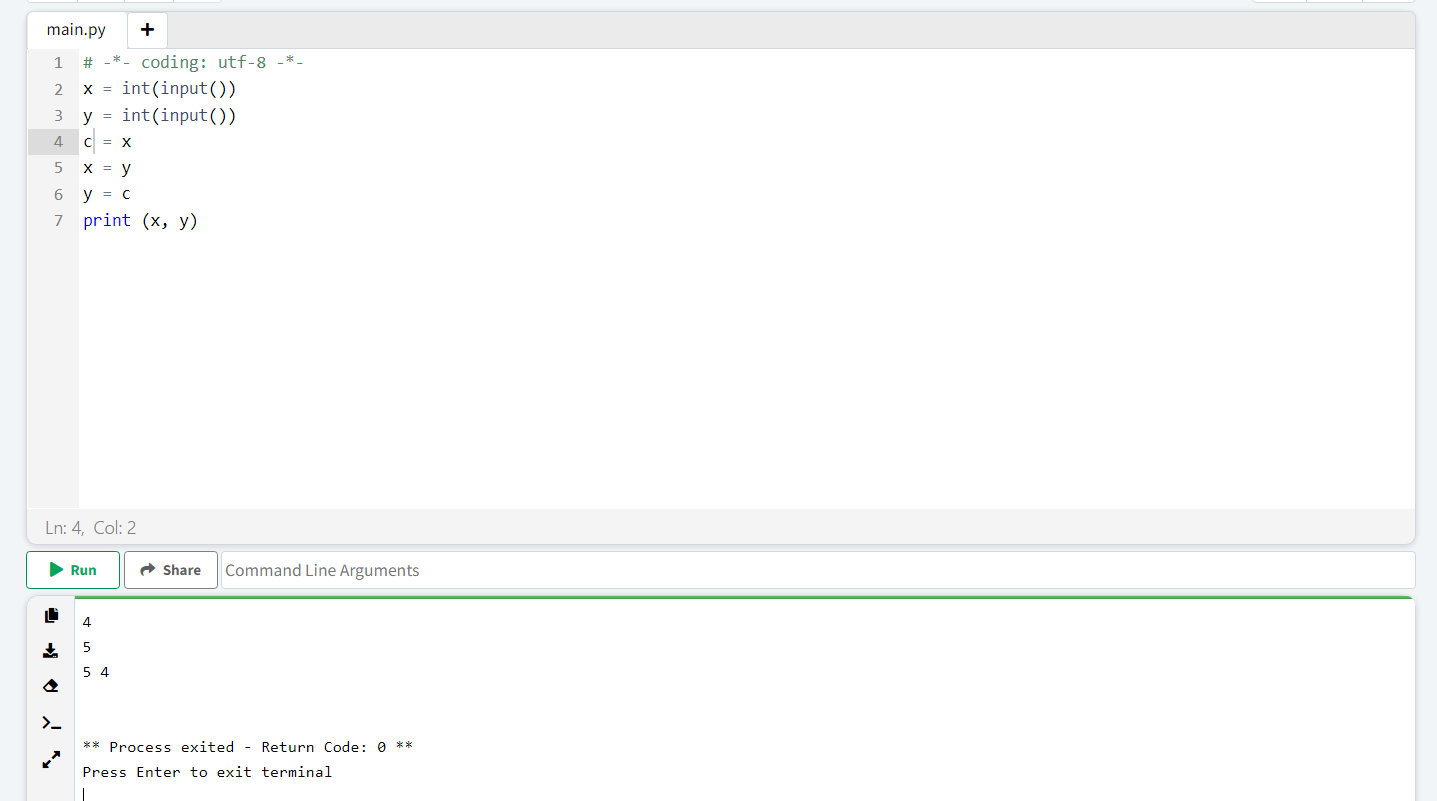 main.py +
1 # -*- coding: utf-8 -*-
2 x = int(input())
3 y = int(input())
4 c = x
5 x = y
6 y = c
7 print (x, y)
Ln: 4, Col: 2
Run Share Command Line Arguments
4
5
5 4
** Process exited - Return Code: 0 **
Press Enter to exit terminal